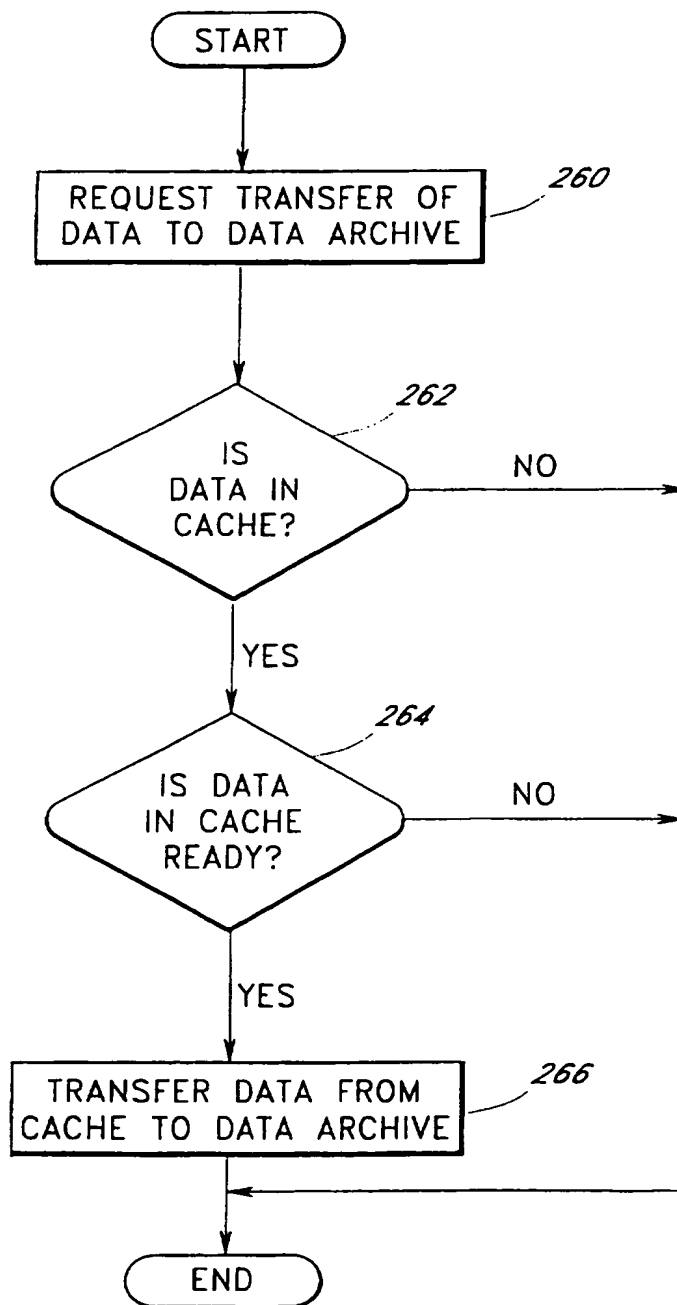 START
260
REQUEST TRANSFER OF
DATA TO DATA ARCHIVE
262
IS
DATA IN
CACHE?
NO
YES
264
IS DATA
IN CACHE
READY?
NO
YES
266
TRANSFER DATA FROM
CACHE TO DATA ARCHIVE
END